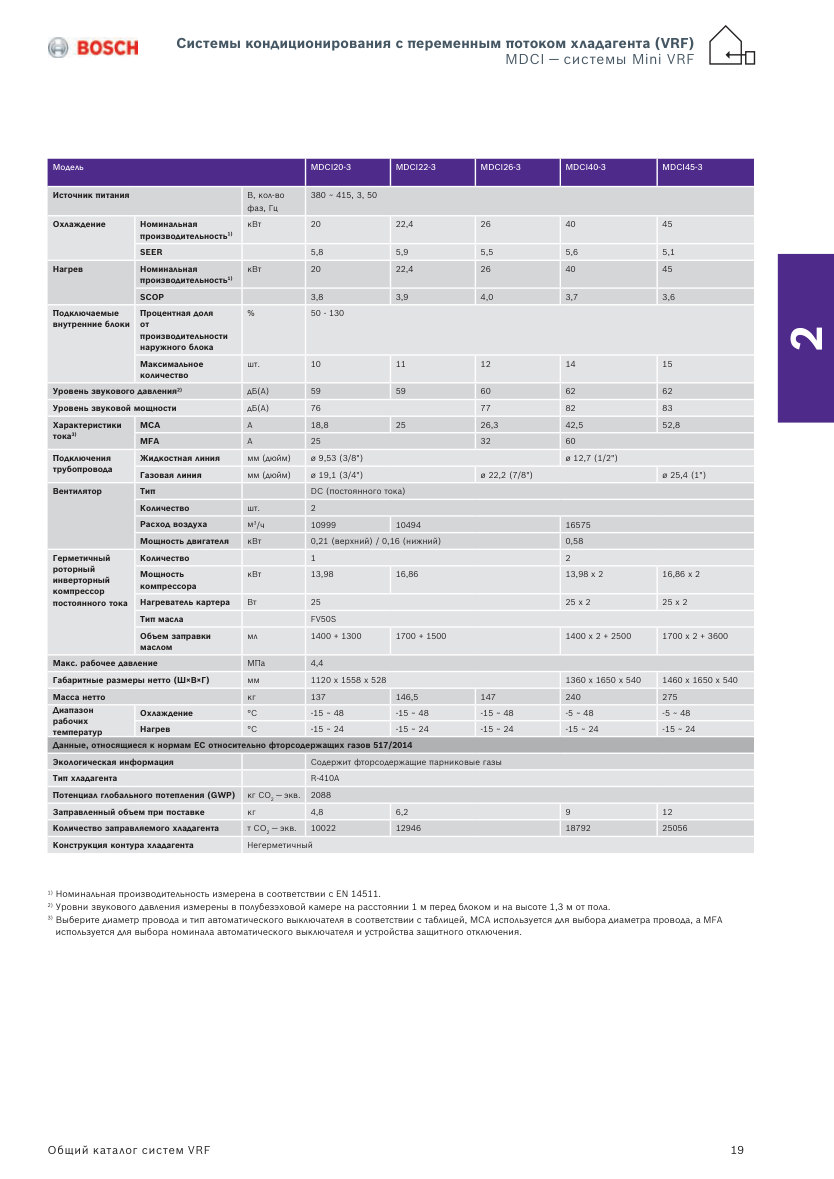 BOSCH
Системы кондиционирования с переменным потоком хладагента (VRF)
MDCI — системы Mini VRF
Модель MDCI20-3 MDCI22-3 MDCI26-3 MDCI40-3 MDCI45-3
Источник питания В, кол-во 380 ~ 415, 3, 50
фаз, Гц
Охлаждение Номинальная кВт 20 22,4 26 40 45
производительность¹⁾
SEER 5,8 5,9 5,5 5,6 5,1
Нагрев Номинальная кВт 20 22,4 26 40 45
производительность¹⁾
SCOP 3,8 3,9 4,0 3,7 3,6
Подключаемые Процентная доля % 50 - 130
внутренние блоки от
производительности
наружного блока
Максимальное шт. 10 11 12 14 15
количество
Уровень звукового давления²⁾ дБ(А) 59 59 60 62 62
Уровень звуковой мощности дБ(А) 76 77 82 83
Характеристики MCA А 18,8 25 26,3 42,5 52,8
тока³⁾ MFA А 25 32 60
Подключения Жидкостная линия мм (дюйм) ø 9,53 (3/8") ø 12,7 (1/2")
трубопровода Газовая линия мм (дюйм) ø 19,1 (3/4") ø 22,2 (7/8") ø 25,4 (1")
Вентилятор Тип DC (постоянного тока)
Количество шт. 2
Расход воздуха м³/ч 10999 10494 16575
Мощность двигателя кВт 0,21 (верхний) / 0,16 (нижний) 0,58
Герметичный Количество 1 2
роторный
инверторный
компрессор
постоянного тока
Мощность кВт 13,98 16,86 13,98 x 2 16,86 x 2
компрессора
Нагреватель картера Вт 25 25 x 2 25 x 2
Тип масла FV50S
Объем заправки мл 1400 + 1300 1700 + 1500 1400 x 2 + 2500 1700 x 2 + 3600
маслом
Макс. рабочее давление МПа 4,4
Габаритные размеры нетто (Ш×В×Г) мм 1120 x 1558 x 528 1360 x 1650 x 540 1460 x 1650 x 540
Масса нетто кг 137 146,5 147 240 275
Диапазон
рабочих
температур
Охлаждение °C -15 ~ 48 -15 ~ 48 -15 ~ 48 -5 ~ 48 -5 ~ 48
Нагрев °C -15 ~ 24 -15 ~ 24 -15 ~ 24 -15 ~ 24 -15 ~ 24
Данные, относящиеся к нормам ЕС относительно фторсодержащих газов 517/2014
Экологическая информация Содержит фторсодержащие парниковые газы
Тип хладагента R-410A
Потенциал глобального потепления (GWP) кг CO₂ — экв. 2088
Заправленный объем при поставке кг 4,8 6,2 9 12
Количество заправляемого хладагента т CO₂ — экв. 10022 12946 18792 25056
Конструкция контура хладагента Негерметичный
¹⁾ Номинальная производительность измерена в соответствии с EN 14511.
²⁾ Уровни звукового давления измерены в полубезэховой камере на расстоянии 1 м перед блоком и на высоте 1,3 м от пола.
³⁾ Выберите диаметр провода и тип автоматического выключателя в соответствии с таблицей, MCA используется для выбора диаметра провода, а MFA
используется для выбора номинала автоматического выключателя и устройства защитного отключения.
2
Общий каталог систем VRF 19